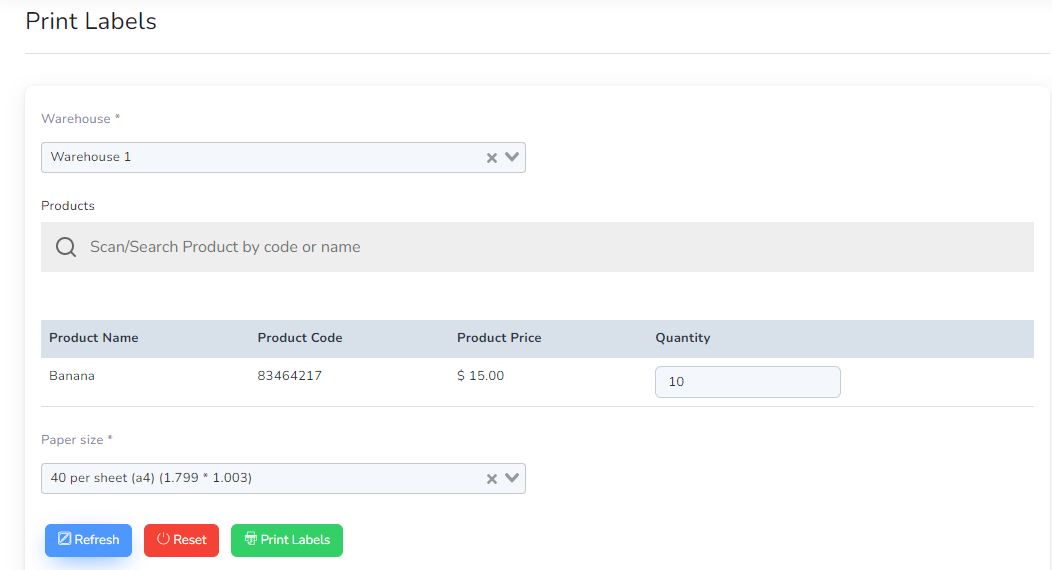 Print Labels
Warehouse *
Warehouse 1
Products
Scan/Search Product by code or name
Product Name Product Code Product Price Quantity
Banana 83464217 $ 15.00 10
Paper size *
40 per sheet (a4) (1.799 * 1.003)
Refresh Reset Print Labels